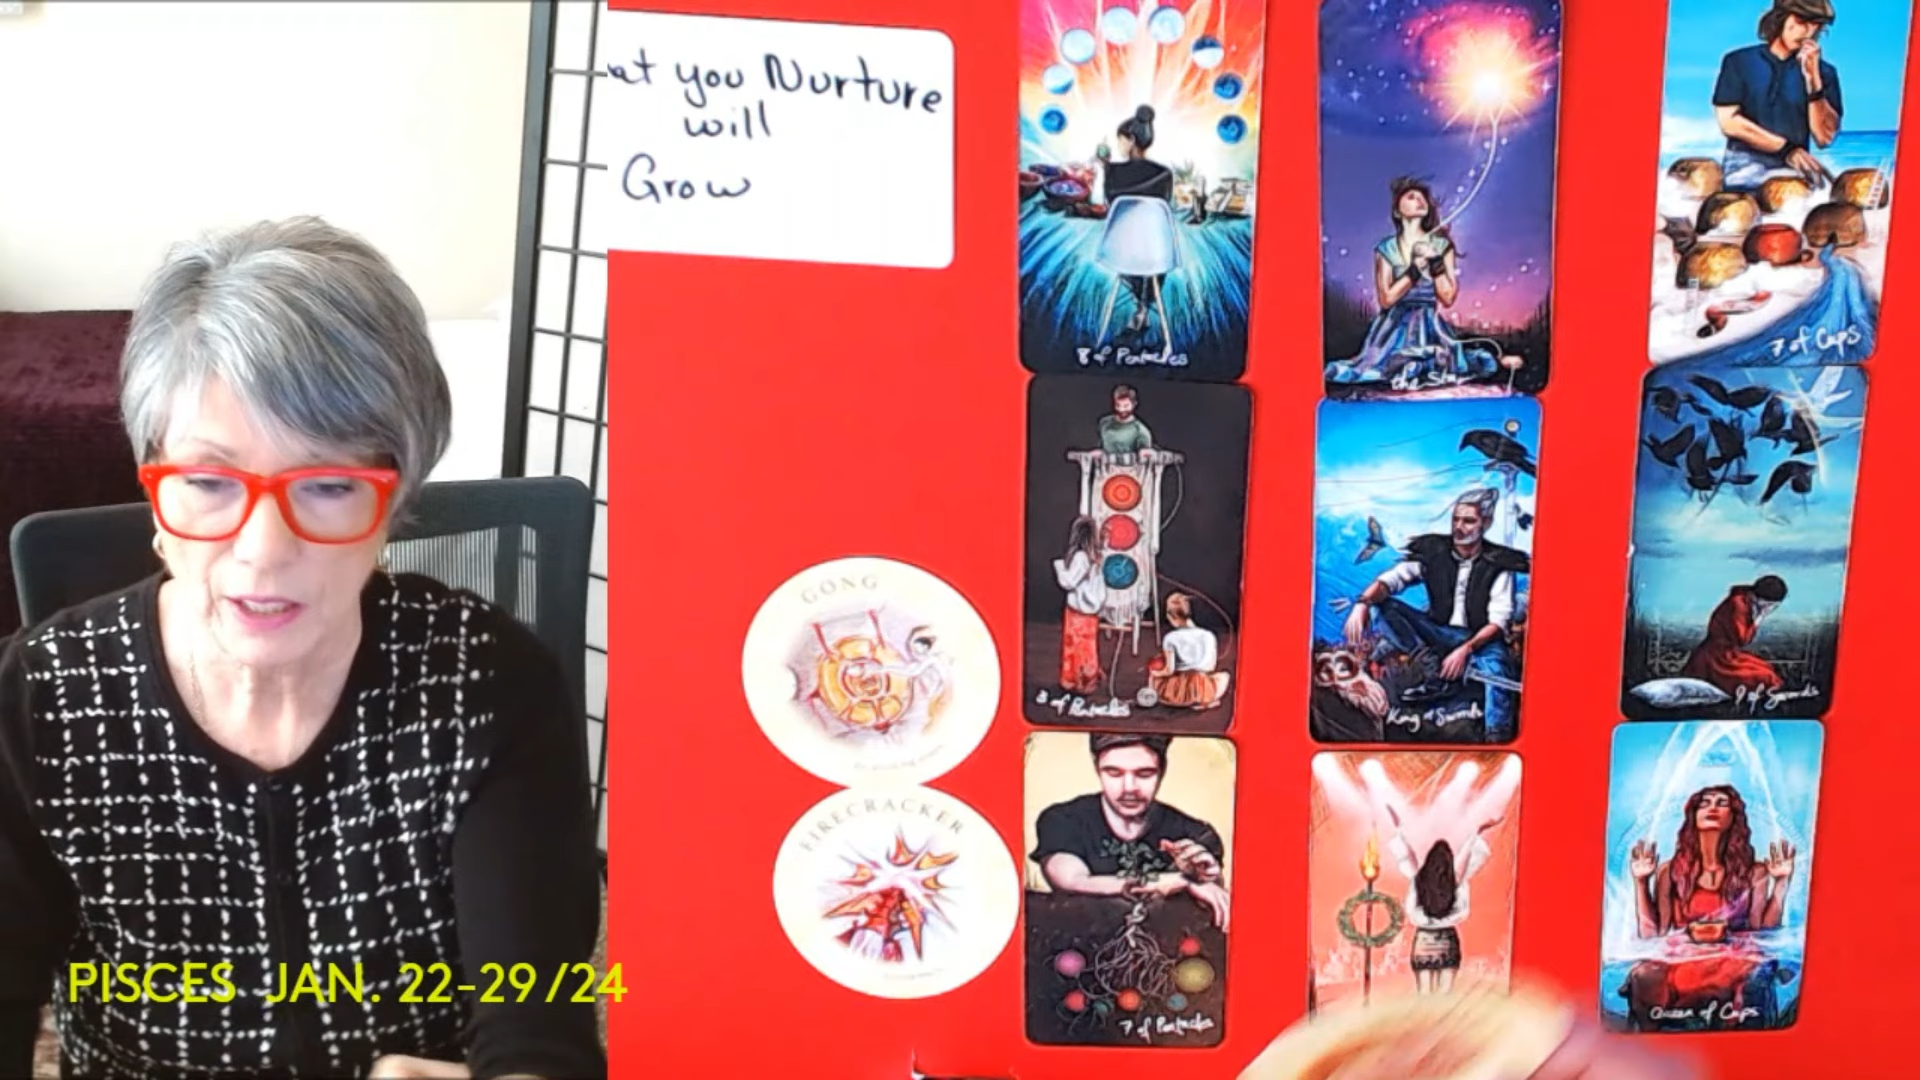 at you Nurture
will
Grow
8 of Pentacles
the Star
7 of Cups
3 of Pentacles
King of Swords
9 of Swords
GONG
FIRECRACKER
7 of Pentacles
Queen of Cups
PISCES JAN. 22-29/24